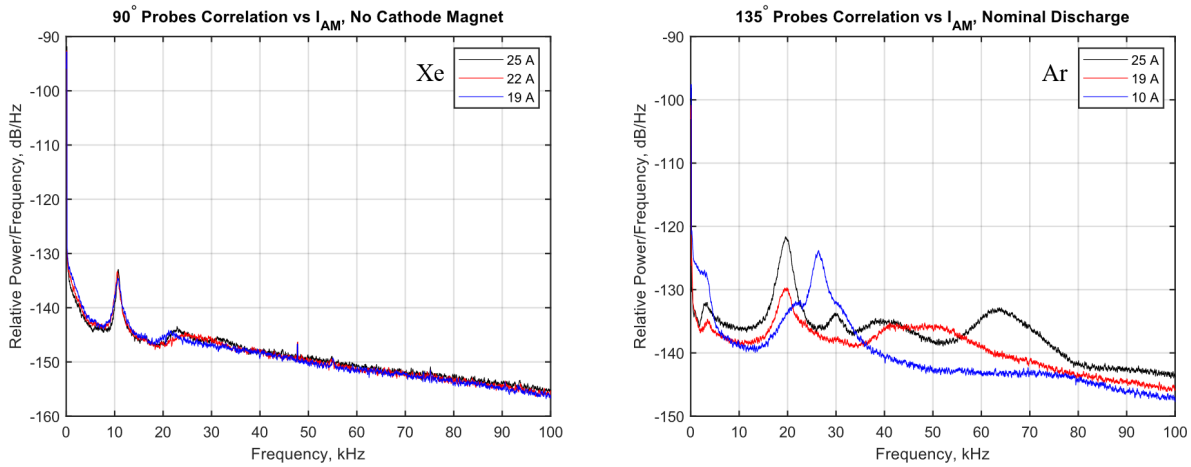 90° Probes Correlation vs I_AM, No Cathode Magnet
Relative Power/Frequency, dB/Hz
-90
-100
-110
-120
-130
-140
-150
-160
Xe
25 A
22 A
19 A
0 10 20 30 40 50 60 70 80 90 100
Frequency, kHz
135° Probes Correlation vs I_AM, Nominal Discharge
Relative Power/Frequency, dB/Hz
-90
-100
-110
-120
-130
-140
-150
Ar
25 A
19 A
10 A
0 10 20 30 40 50 60 70 80 90 100
Frequency, kHz